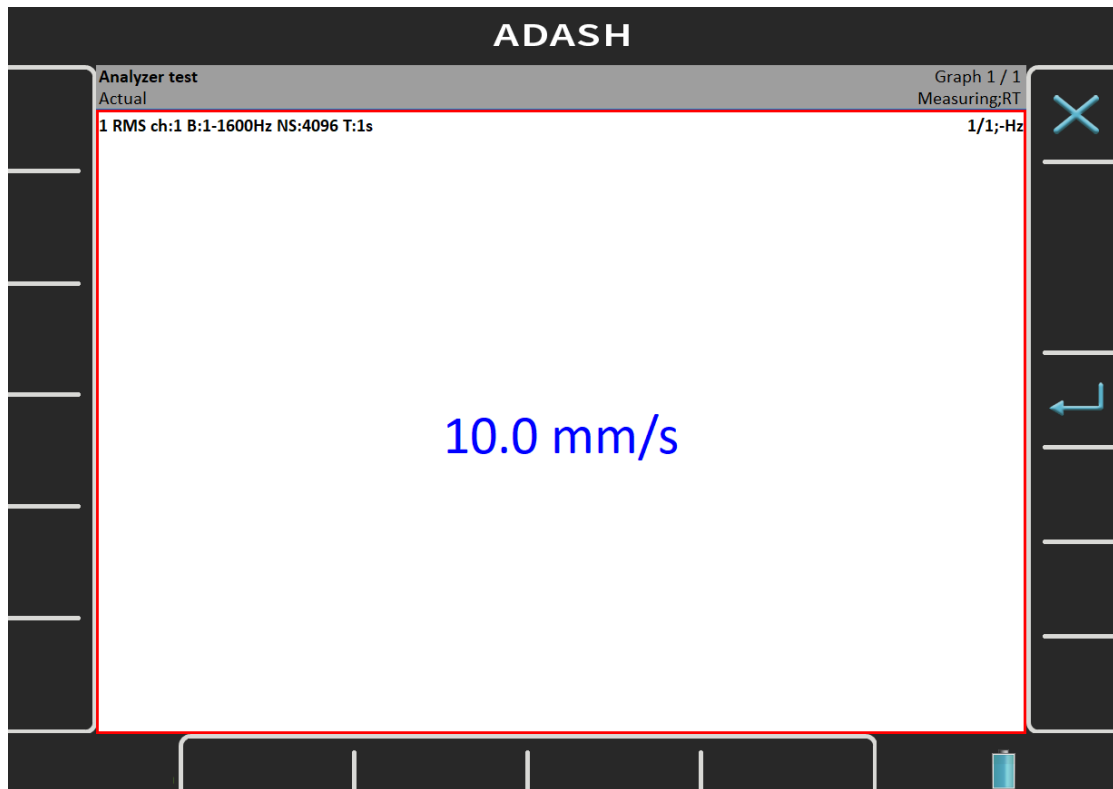 ADASH
Analyzer test
Graph 1 / 1
Actual
Measuring;RT
1 RMS ch:1 B:1-1600Hz NS:4096 T:1s
1/1;-Hz
10.0 mm/s